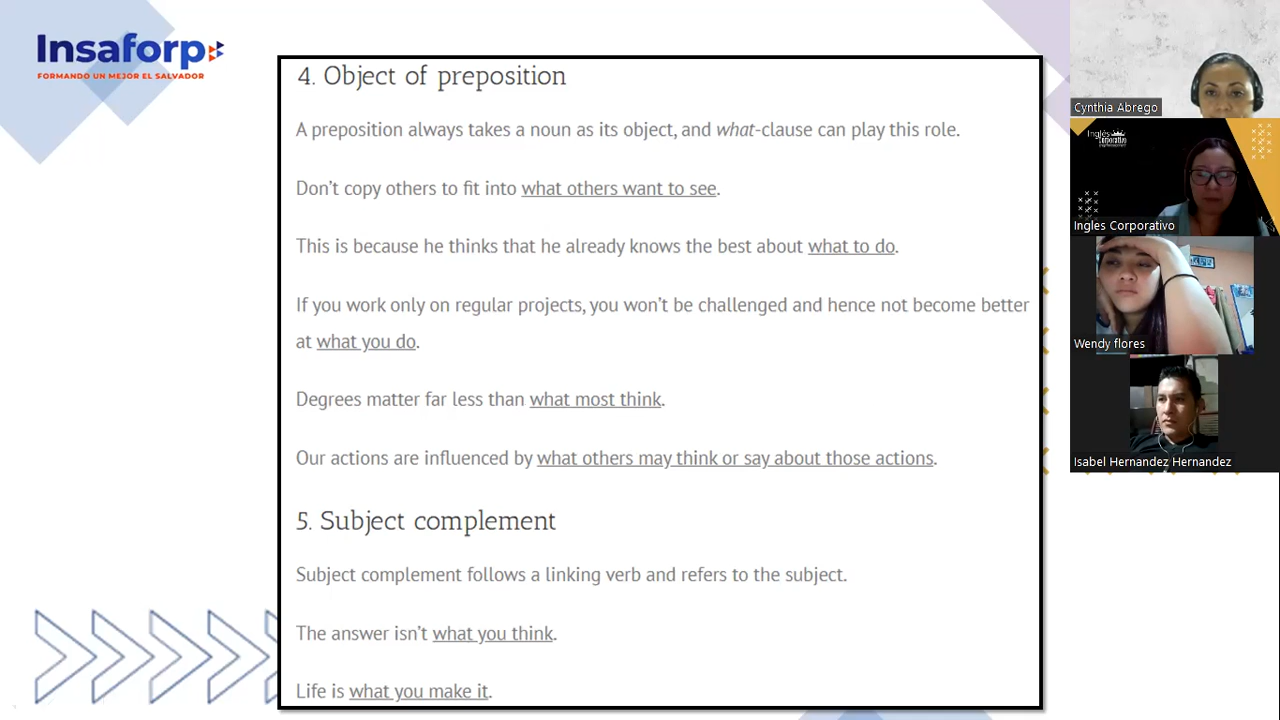 Insaforp
FORMANDO UN MEJOR EL SALVADOR
4. Object of preposition
A preposition always takes a noun as its object, and what-clause can play this role.
Don't copy others to fit into what others want to see.
This is because he thinks that he already knows the best about what to do.
If you work only on regular projects, you won't be challenged and hence not become better
at what you do.
Degrees matter far less than what most think.
Our actions are influenced by what others may think or say about those actions.
5. Subject complement
Subject complement follows a linking verb and refers to the subject.
The answer isn't what you think.
Life is what you make it.
Cynthia Abrego
Inglés
Corporativo
Ingles Corporativo
Wendy flores
Isabel Hernandez Hernandez